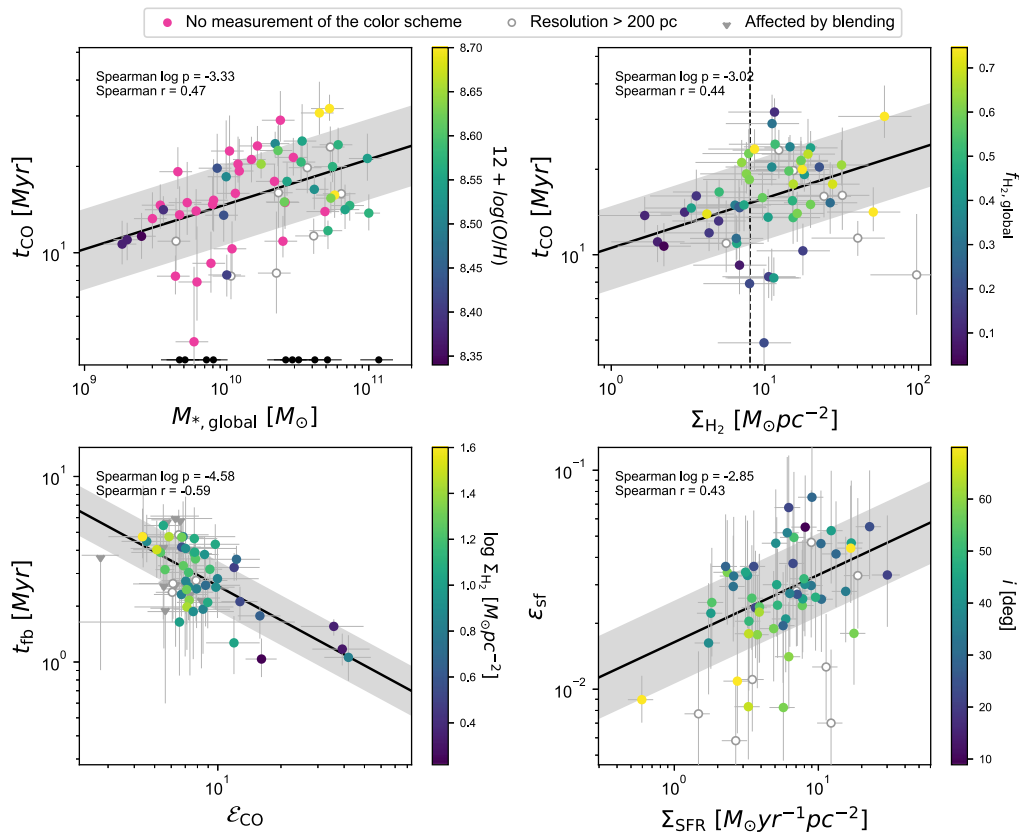 No measurement of the color scheme
Resolution > 200 pc
Affected by blending
Spearman log p = -3.33
Spearman r = 0.47
t_CO [Myr]
10^1
10^9
10^10
10^11
M_*,global [M_⊙]
8.70
8.65
8.60
8.55
8.50
8.45
8.40
8.35
12 + log(O/H)
Spearman log p = -3.02
Spearman r = 0.44
t_CO [Myr]
10^1
10^0
10^1
10^2
Σ_H₂ [M_⊙pc^−2]
0.7
0.6
0.5
0.4
0.3
0.2
0.1
f_H₂,global
Spearman log p = -4.58
Spearman r = -0.59
t_fb [Myr]
10^1
10^0
10^1
ℰ_CO
1.6
1.4
1.2
1.0
0.8
0.6
0.4
log Σ_H₂ [M_⊙pc^−2]
Spearman log p = -2.85
Spearman r = 0.43
ε_sf
10^−1
10^−2
10^0
10^1
Σ_SFR [M_⊙yr^−1pc^−2]
60
50
40
30
20
10
i [deg]